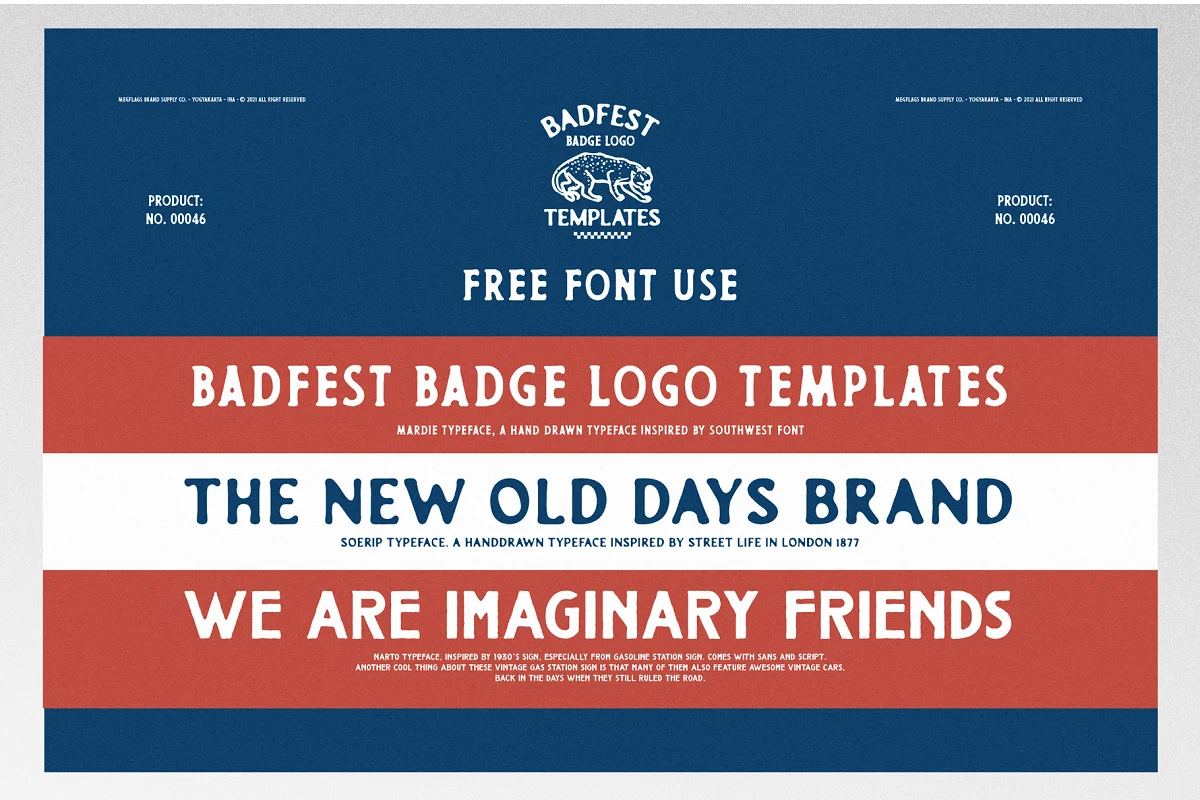 MEGFLAGS BRAND SUPPLY CO. - YOGYAKARTA - INA - © 2021 ALL RIGHT RESERVED
MEGFLAGS BRAND SUPPLY CO. - YOGYAKARTA - INA - © 2021 ALL RIGHT RESERVED
BADFEST
BADGE LOGO
TEMPLATES
PRODUCT:
NO. 00046
PRODUCT:
NO. 00046
FREE FONT USE
BADFEST BADGE LOGO TEMPLATES
MARDIE TYPEFACE, A HAND DRAWN TYPEFACE INSPIRED BY SOUTHWEST FONT
THE NEW OLD DAYS BRAND
SOERIP TYPEFACE. A HANDDRAWN TYPEFACE INSPIRED BY STREET LIFE IN LONDON 1877
WE ARE IMAGINARY FRIENDS
NARTO TYPEFACE, INSPIRED BY 1930'S SIGN, ESPECIALLY FROM GASOLINE STATION SIGN. COMES WITH SANS AND SCRIPT.
ANOTHER COOL THING ABOUT THESE VINTAGE GAS STATION SIGN IS THAT MANY OF THEM ALSO FEATURE AWESOME VINTAGE CARS,
BACK IN THE DAYS WHEN THEY STILL RULED THE ROAD.